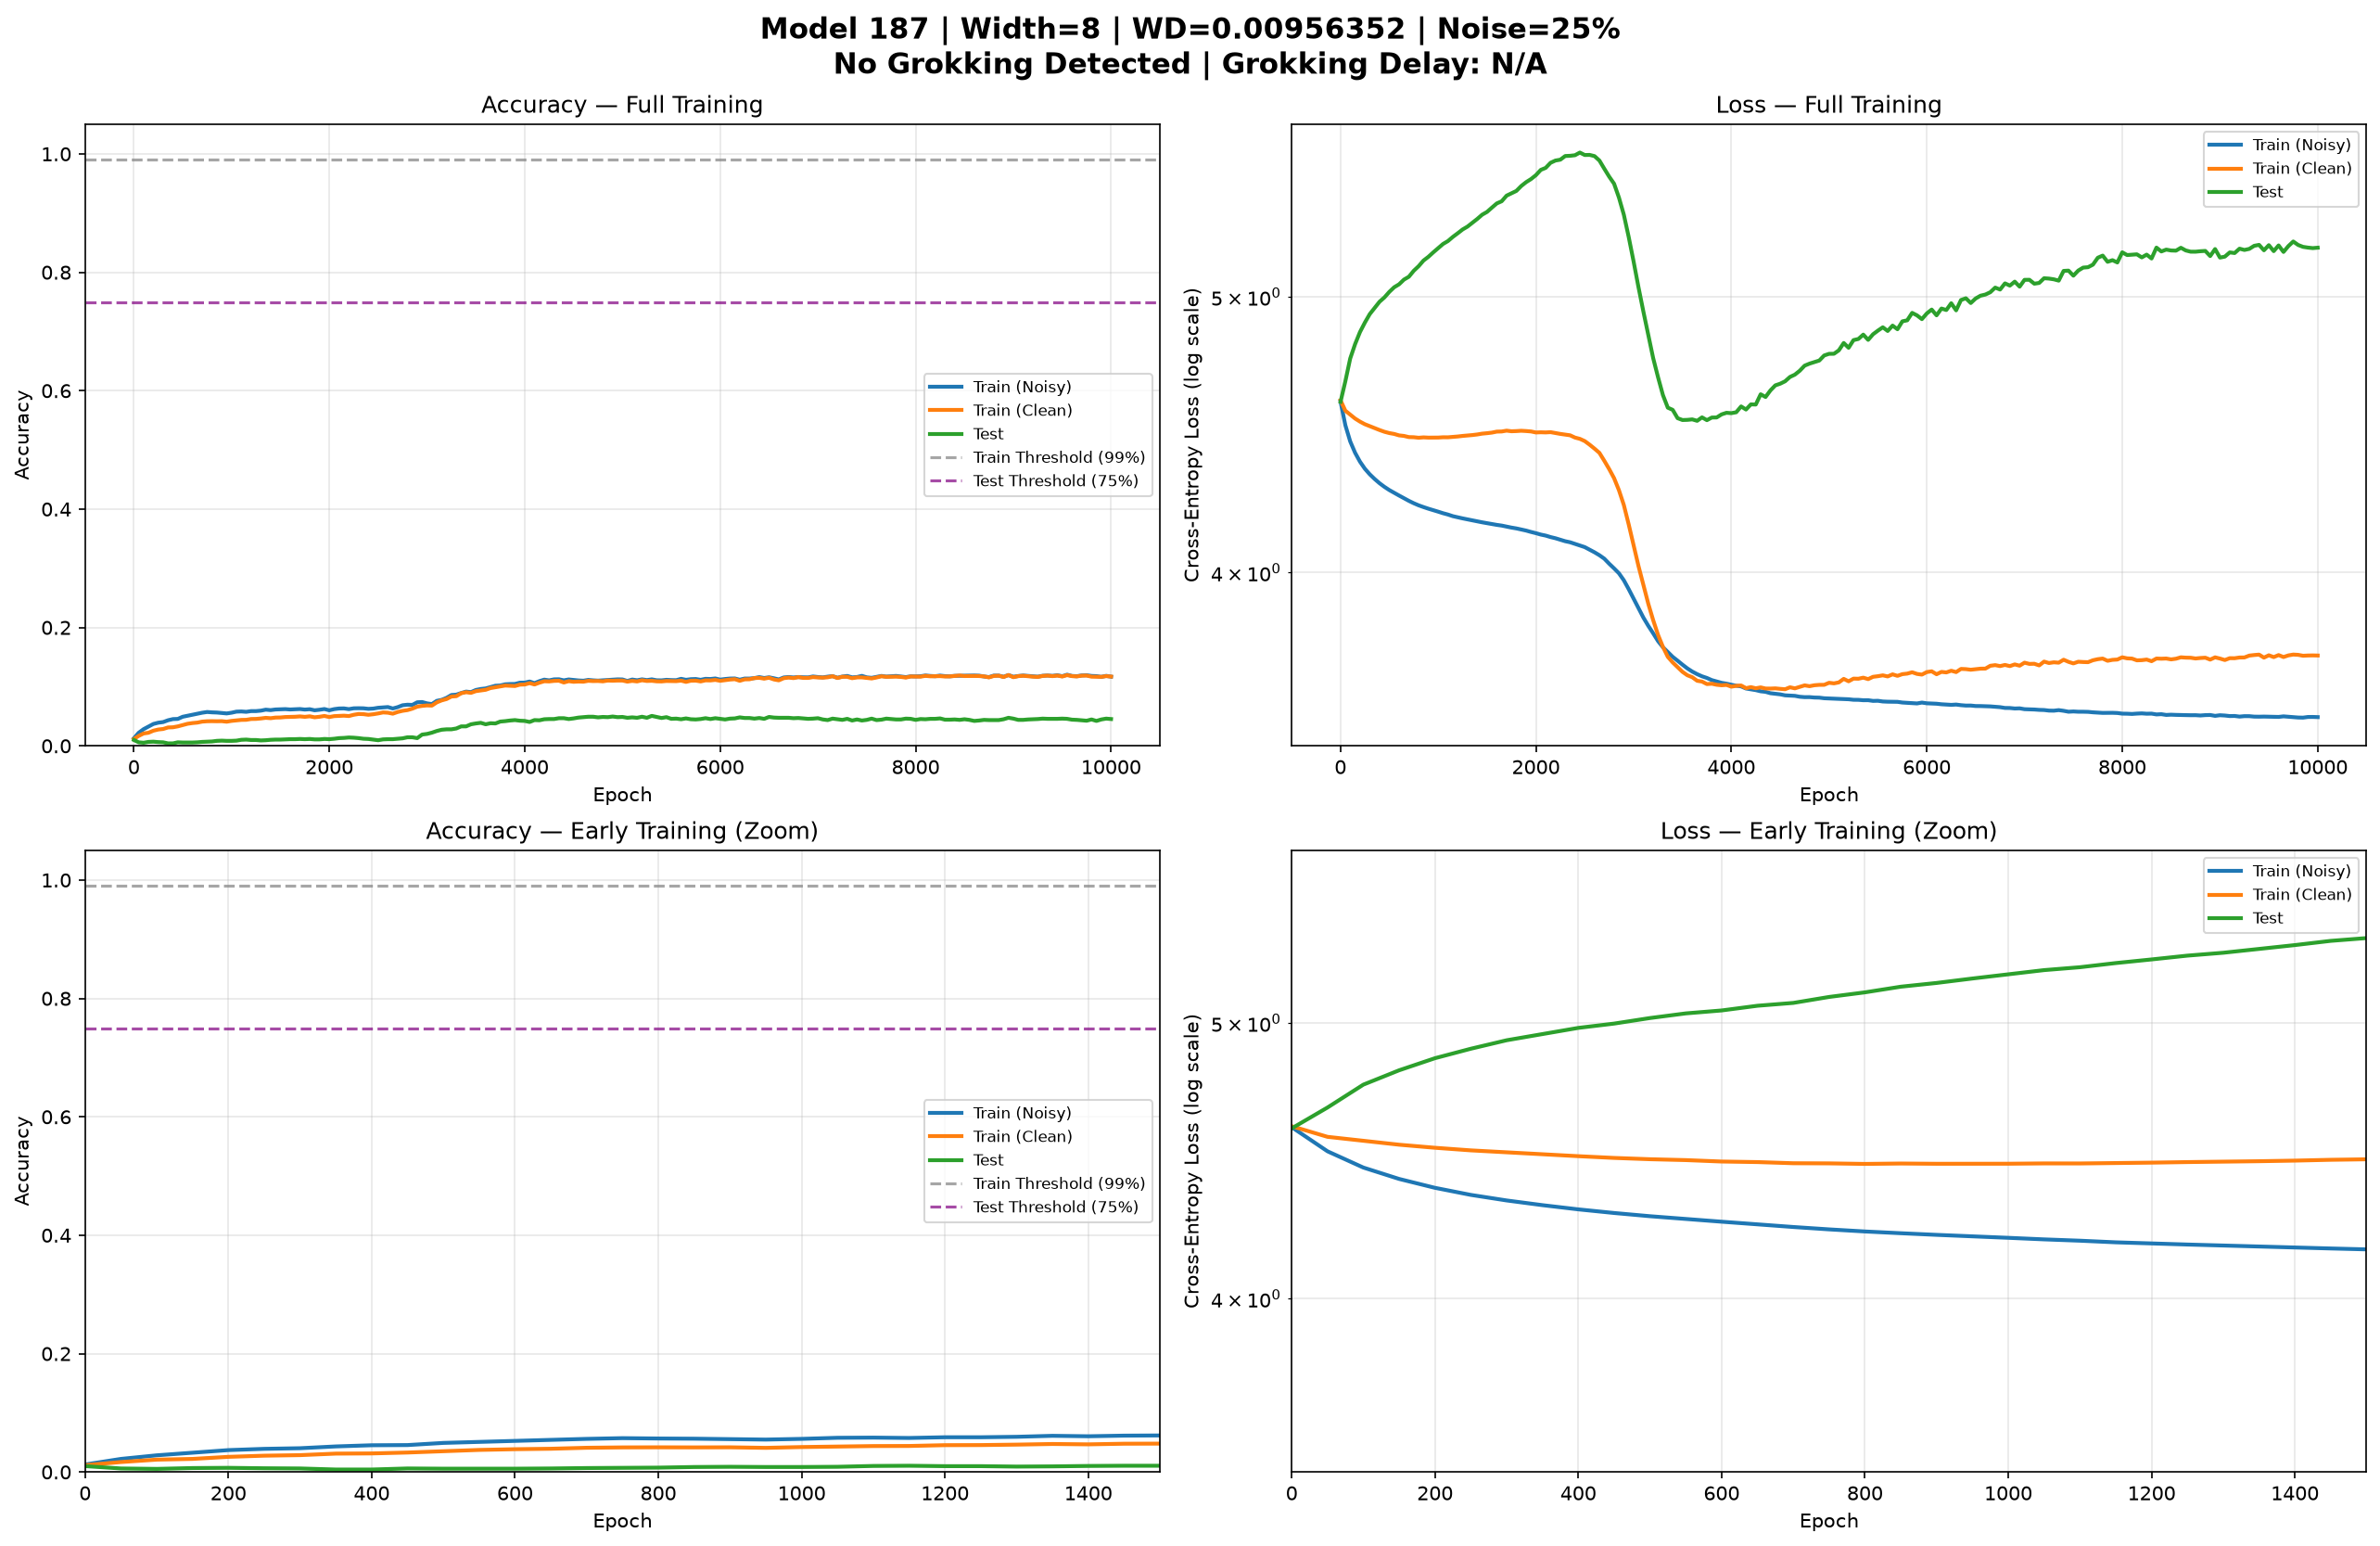 Model 187 | Width=8 | WD=0.00956352 | Noise=25%
No Grokking Detected | Grokking Delay: N/A
Accuracy — Full Training
Accuracy
1.0
0.8
0.6
0.4
0.2
0.0
Train (Noisy)
Train (Clean)
Test
Train Threshold (99%)
Test Threshold (75%)
0 2000 4000 6000 8000 10000
Epoch
Loss — Full Training
Cross-Entropy Loss (log scale)
5 × 10⁰
4 × 10⁰
Train (Noisy)
Train (Clean)
Test
0 2000 4000 6000 8000 10000
Epoch
Accuracy — Early Training (Zoom)
Accuracy
1.0
0.8
0.6
0.4
0.2
0.0
Train (Noisy)
Train (Clean)
Test
Train Threshold (99%)
Test Threshold (75%)
0 200 400 600 800 1000 1200 1400
Epoch
Loss — Early Training (Zoom)
Cross-Entropy Loss (log scale)
5 × 10⁰
4 × 10⁰
Train (Noisy)
Train (Clean)
Test
0 200 400 600 800 1000 1200 1400
Epoch